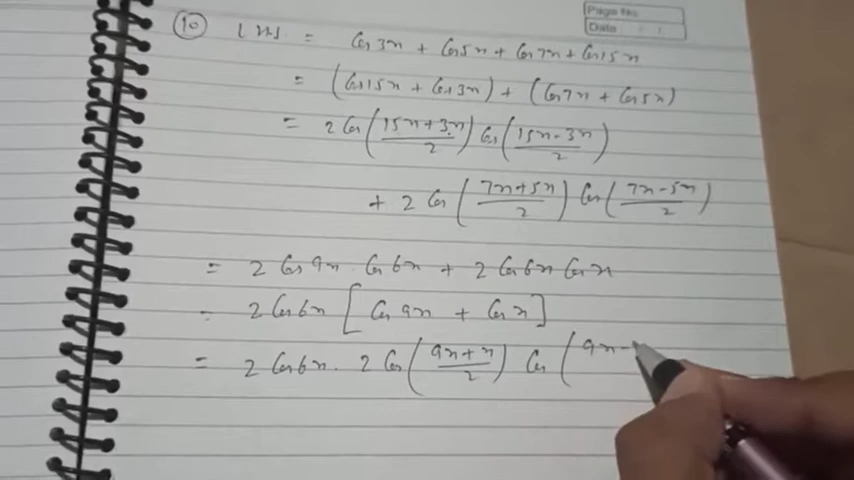 Page No.
Date
(10) LHS = Cos 3x + Cos 5x + Cos 7x + Cos 15x
= (Cos 15x + Cos 3x) + (Cos 7x + Cos 5x)
= 2 Cos ((15x + 3x)/2) Cos ((15x - 3x)/2)
+ 2 Cos ((7x + 5x)/2) Cos ((7x - 5x)/2)
= 2 Cos 9x Cos 6x + 2 Cos 6x Cos x
= 2 Cos 6x [Cos 9x + Cos x]
= 2 Cos 6x . 2 Cos ((9x + x)/2) Cos (9x -